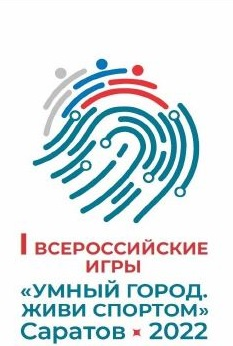 I ВСЕРОССИЙСКИЕ
ИГРЫ
«УМНЫЙ ГОРОД.
ЖИВИ СПОРТОМ»
Саратов • 2022